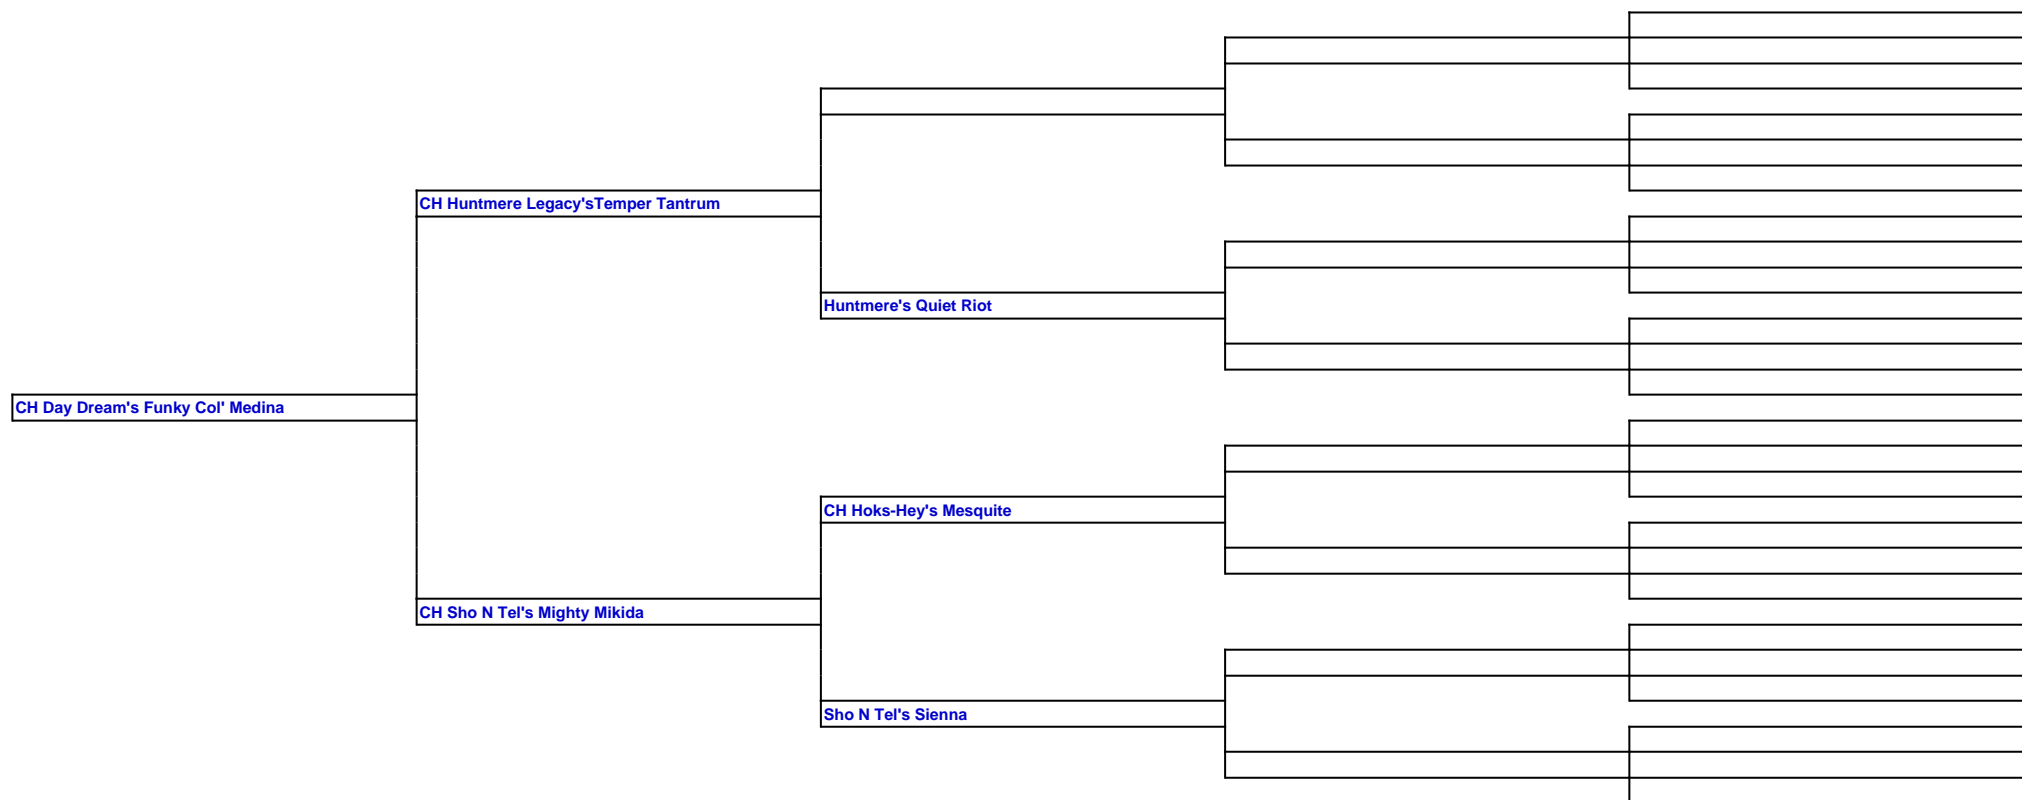 CH Huntmere Legacy'sTemper Tantrum
Huntmere's Quiet Riot
CH Day Dream's Funky Col' Medina
CH Hoks-Hey's Mesquite
CH Sho N Tel's Mighty Mikida
Sho N Tel's Sienna